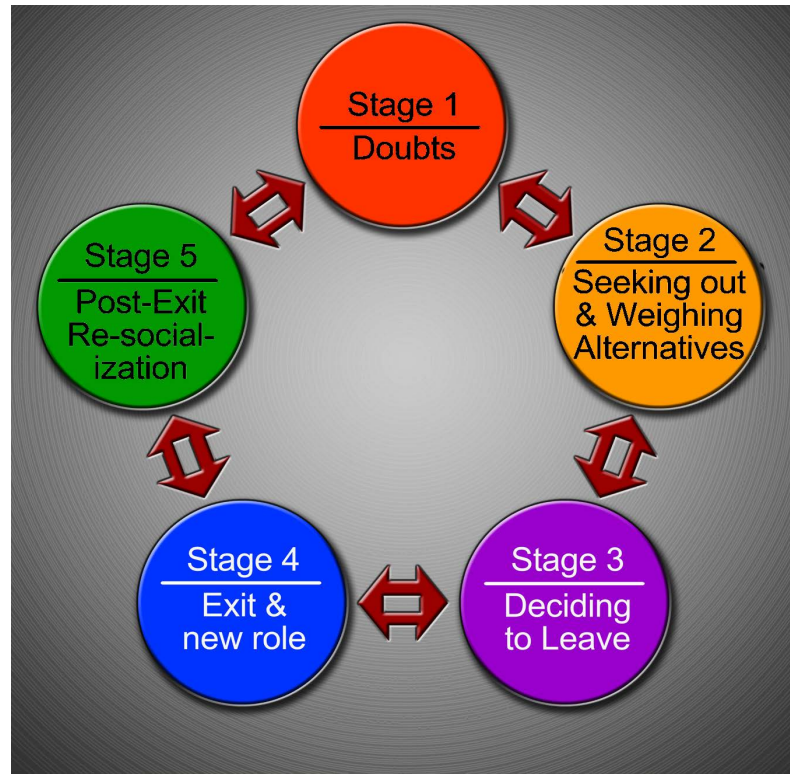 Stage 1
Doubts
Stage 2
Seeking out
& Weighing
Alternatives
Stage 3
Deciding
to Leave
Stage 4
Exit &
new role
Stage 5
Post-Exit
Re-social-
ization